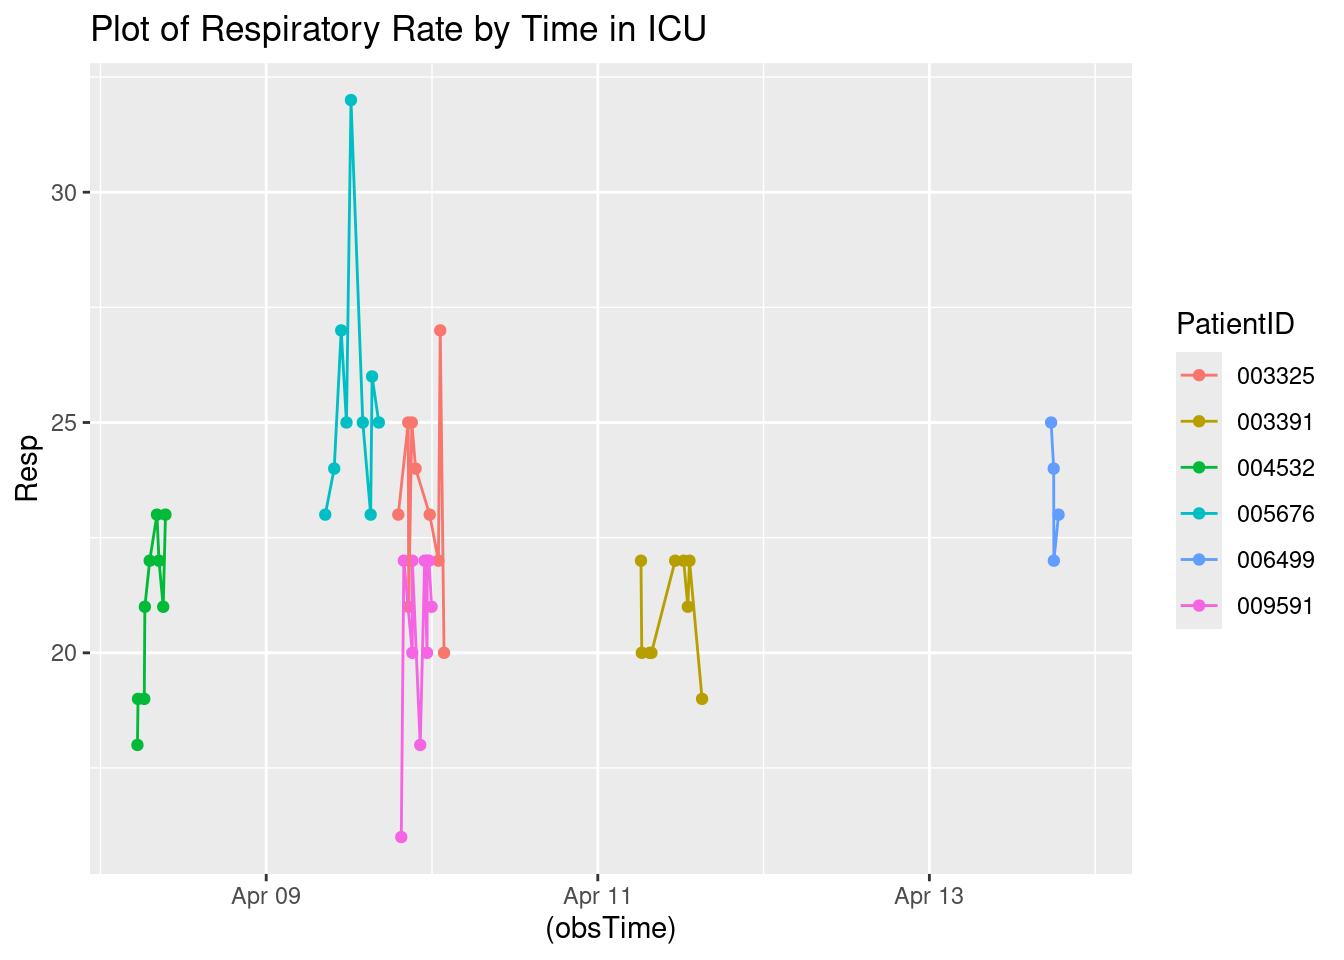 Plot of Respiratory Rate by Time in ICU
30
25
20
Resp
Apr 09
Apr 11
Apr 13
(obsTime)
PatientID
003325
003391
004532
005676
006499
009591